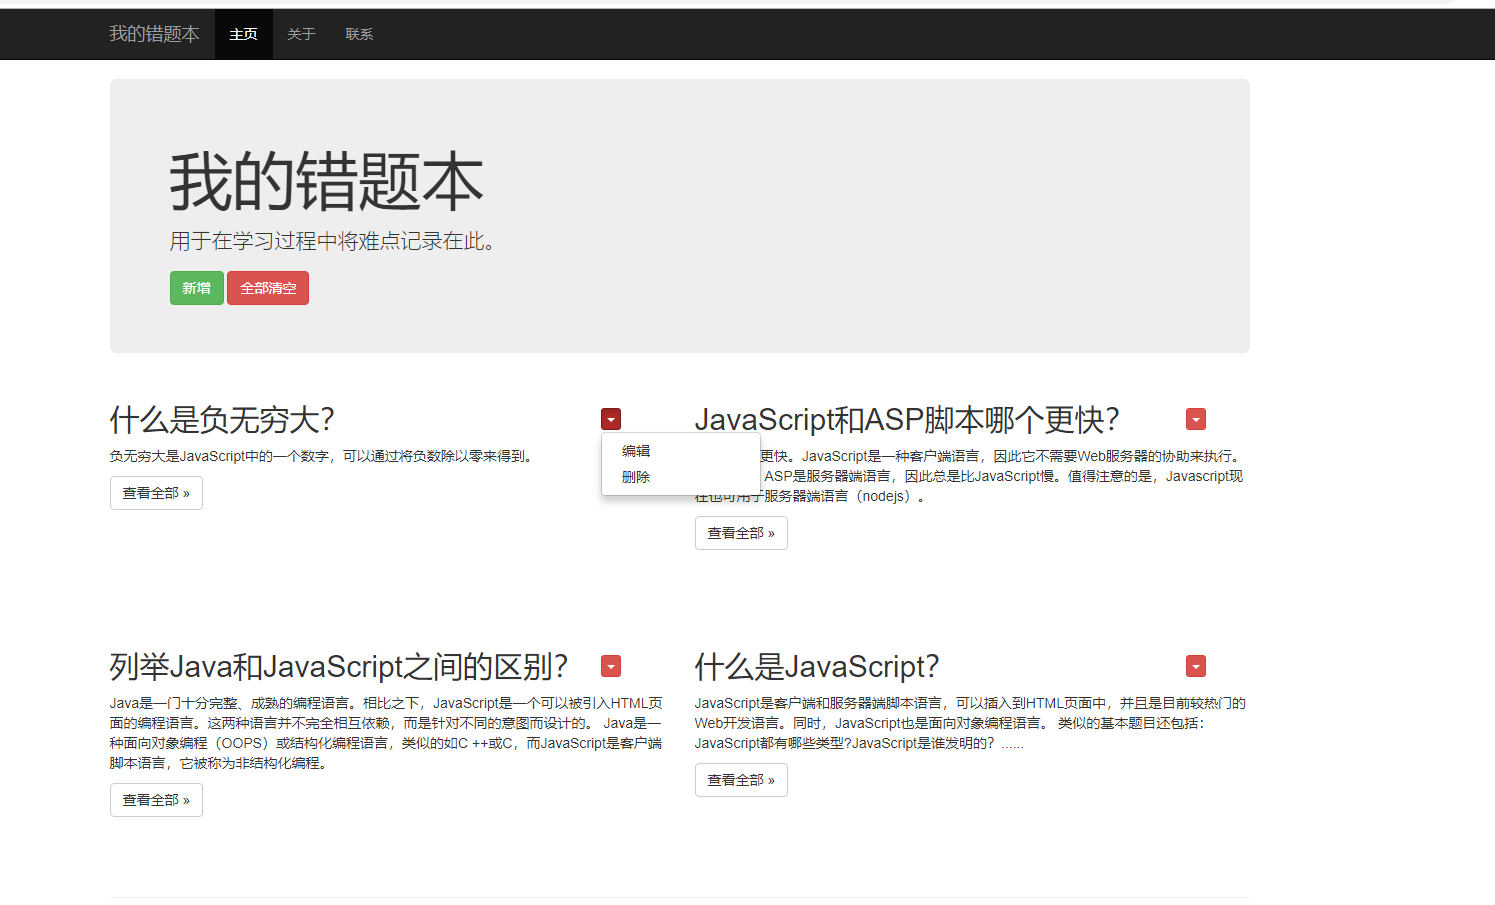 我的错题本 主页 关于 联系
我的错题本
用于在学习过程中将难点记录在此。
新增 全部清空
什么是负无穷大？
负无穷大是JavaScript中的一个数字，可以通过将负数除以零来得到。
查看全部 »
编辑
删除
JavaScript和ASP脚本哪个更快？
更快。JavaScript是一种客户端语言，因此它不需要Web服务器的协助来执行。
ASP是服务器端语言，因此总是比JavaScript慢。值得注意的是，Javascript现
在也可用于服务器端语言（nodejs）。
查看全部 »
列举Java和JavaScript之间的区别？
Java是一门十分完整、成熟的编程语言。相比之下，JavaScript是一个可以被引入HTML页
面的编程语言。这两种语言并不完全相互依赖，而是针对不同的意图而设计的。 Java是一
种面向对象编程（OOPS）或结构化编程语言，类似的如C ++或C，而JavaScript是客户端
脚本语言，它被称为非结构化编程。
查看全部 »
什么是JavaScript？
JavaScript是客户端和服务器端脚本语言，可以插入到HTML页面中，并且是目前较热门的
Web开发语言。同时，JavaScript也是面向对象编程语言。 类似的基本题目还包括：
JavaScript都有哪些类型?JavaScript是谁发明的？......
查看全部 »